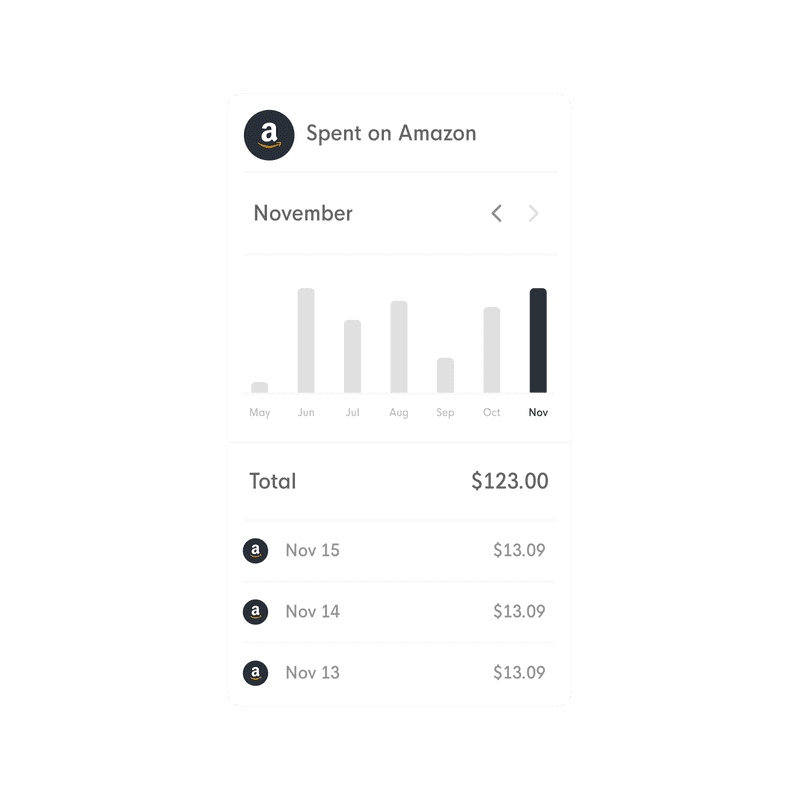 a Spent on Amazon
November
May Jun Jul Aug Sep Oct Nov
Total $123.00
a Nov 15 $13.09
a Nov 14 $13.09
a Nov 13 $13.09